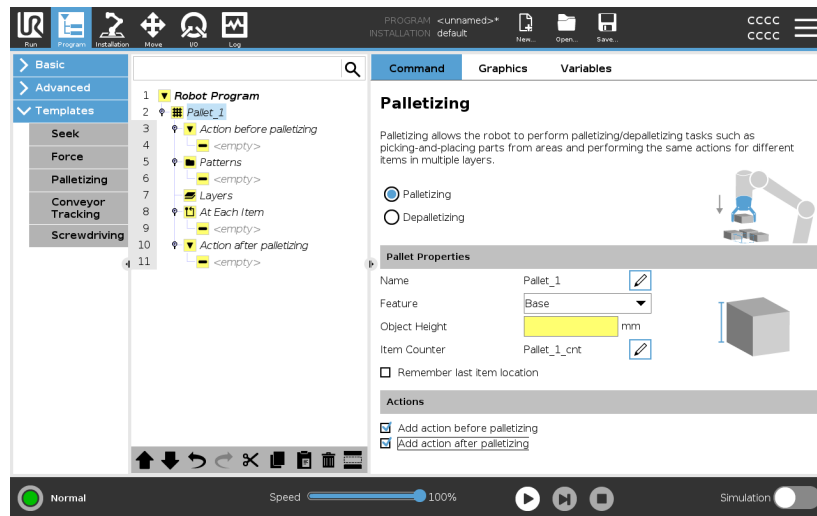 PROGRAM <unnamed>*
INSTALLATION default
CCCC
CCCC
UR
Run
Program
Installation
Move
I/O
Log
New...
Open...
Save...
Basic
Advanced
Templates
Seek
Force
Palletizing
Conveyor
Tracking
Screwdriving
1 Robot Program
2 Pallet_1
3 Action before palletizing
4 <empty>
5 Patterns
6 <empty>
7 Layers
8 At Each Item
9 <empty>
10 Action after palletizing
11 <empty>
Command Graphics Variables
Palletizing
Palletizing allows the robot to perform palletizing/depalletizing tasks such as
picking-and-placing parts from areas and performing the same actions for different
items in multiple layers.
Palletizing
Depalletizing
Pallet Properties
Name Pallet_1
Feature Base
Object Height mm
Item Counter Pallet_1_cnt
Remember last item location
Actions
Add action before palletizing
Add action after palletizing
Normal
Speed 100%
Simulation